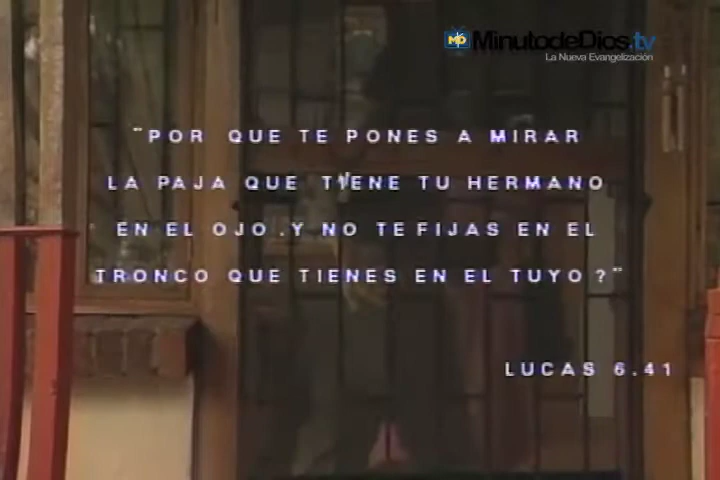 MD MinutodeDios.tv
La Nueva Evangelización
"POR QUE TE PONES A MIRAR
LA PAJA QUE TIENE TU HERMANO
EN EL OJO.Y NO TE FIJAS EN EL
TRONCO QUE TIENES EN EL TUYO?"
LUCAS 6.41